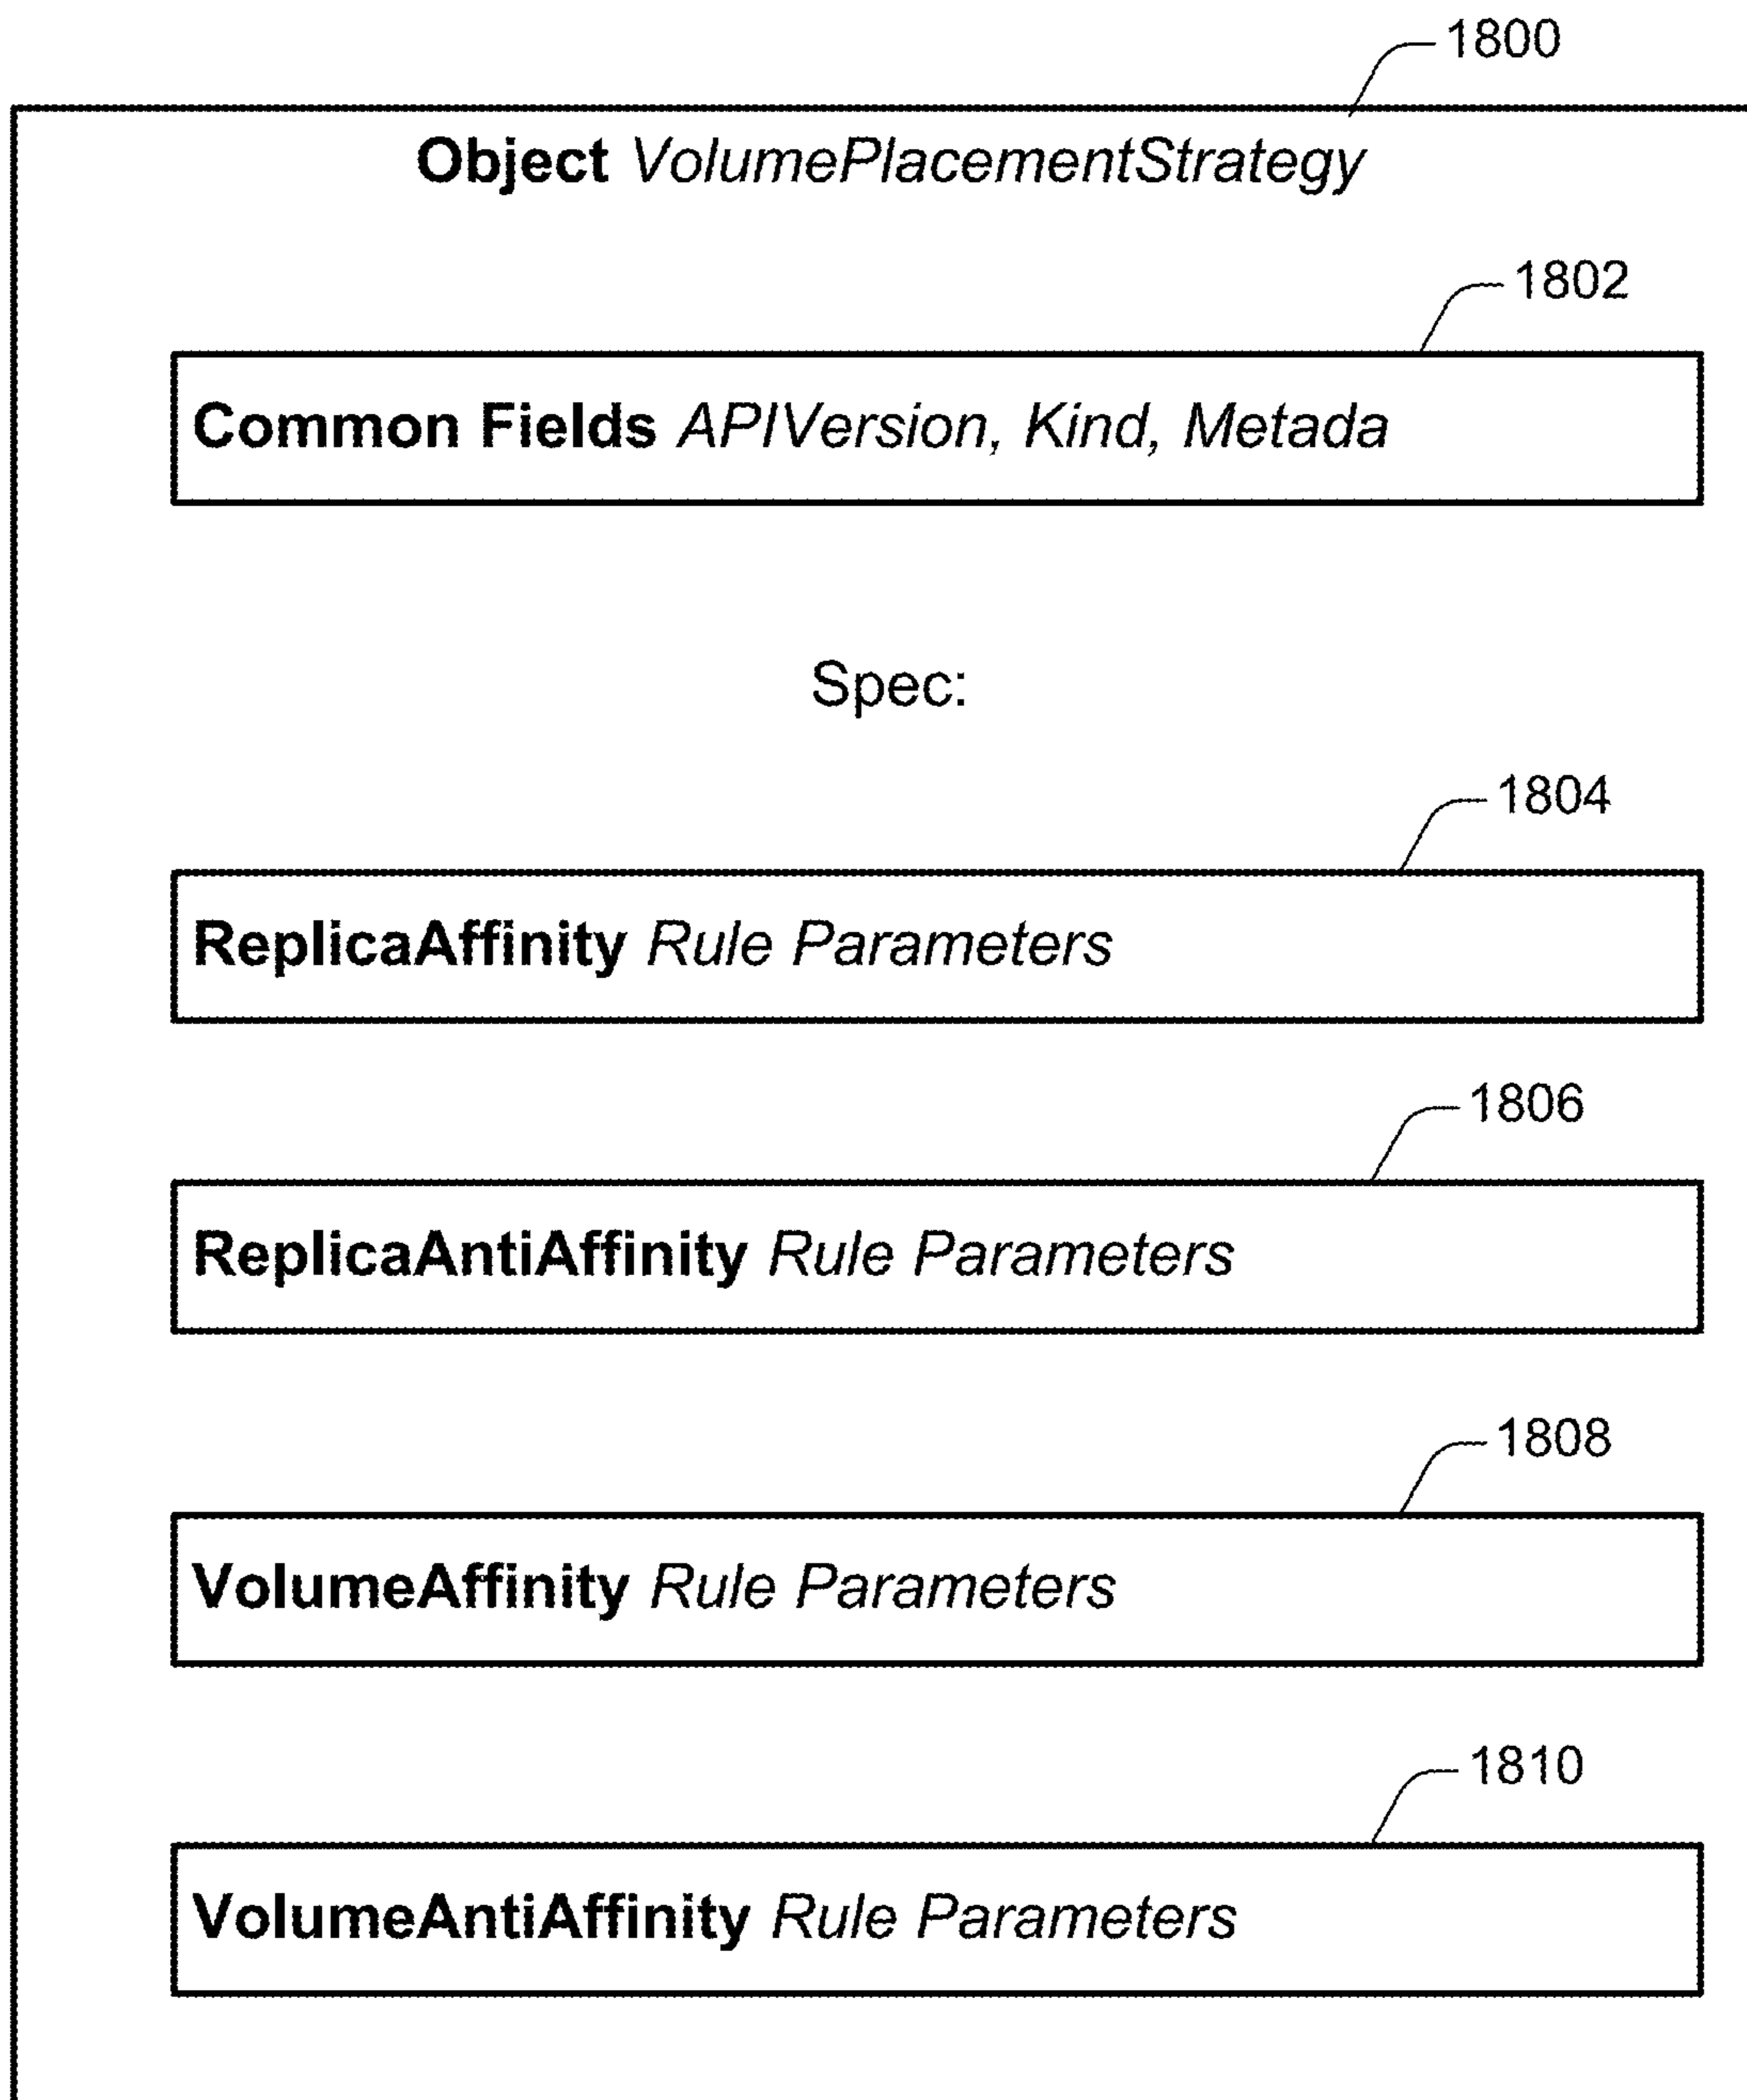 1800
Object VolumePlacementStrategy
1802
Common Fields APIVersion, Kind, Metada
Spec:
1804
ReplicaAffinity Rule Parameters
1806
ReplicaAntiAffinity Rule Parameters
1808
VolumeAffinity Rule Parameters
1810
VolumeAntiAffinity Rule Parameters